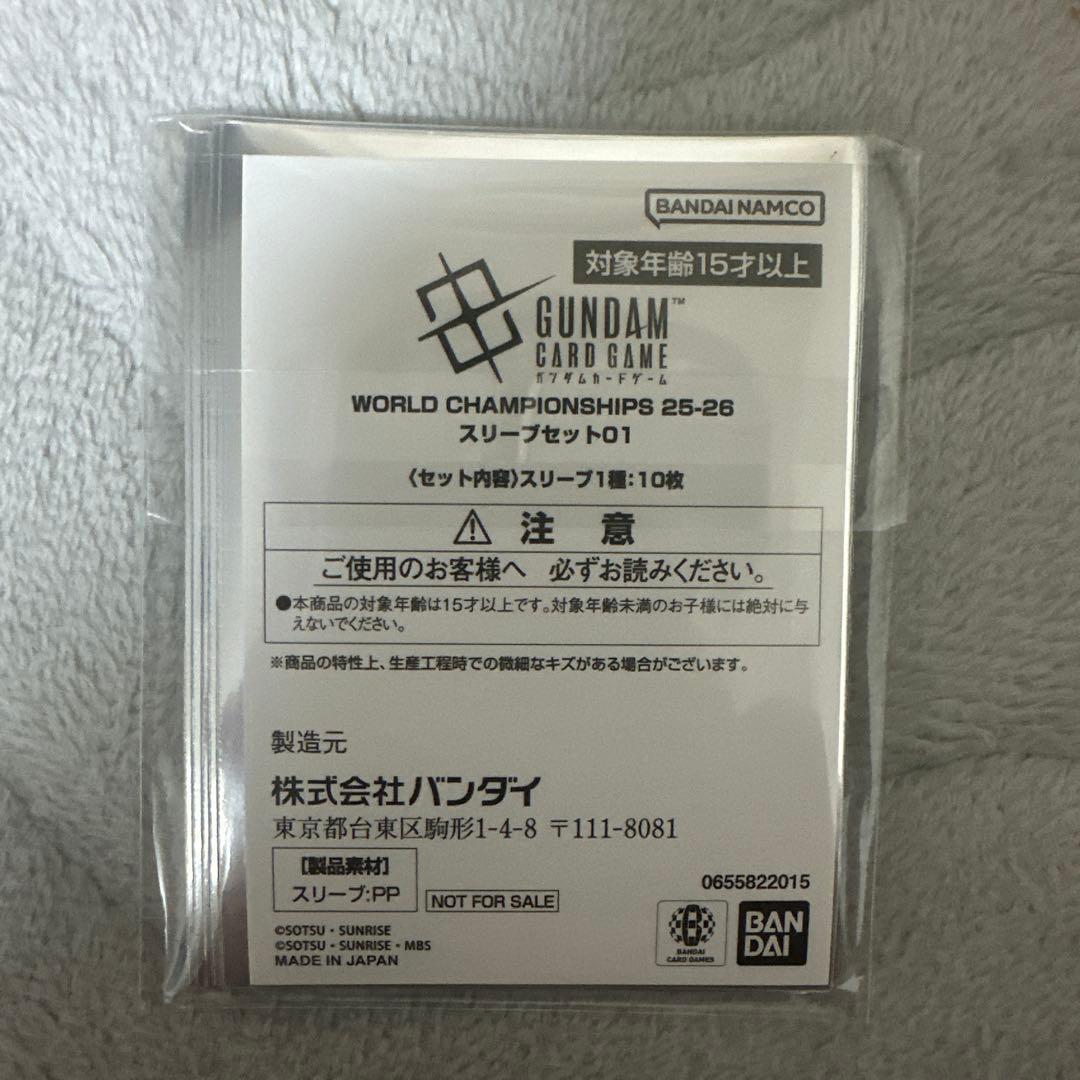 BANDAI NAMCO
対象年齢15才以上
GUNDAM™
CARD GAME
ガンダムカードゲーム
WORLD CHAMPIONSHIPS 25-26
スリーブセット01
〈セット内容〉スリーブ1種:10枚
⚠ 注 意
ご使用のお客様へ 必ずお読みください。
●本商品の対象年齢は15才以上です。対象年齢未満のお子様には絶対に与
えないでください。
※商品の特性上、生産工程時での微細なキズがある場合がございます。
製造元
株式会社バンダイ
東京都台東区駒形1-4-8 〒111-8081
【製品素材】
スリーブ:PP
NOT FOR SALE
0655822015
©SOTSU・SUNRISE
©SOTSU・SUNRISE・MBS
MADE IN JAPAN
BANDAI
CARD GAMES
BAN
DAI